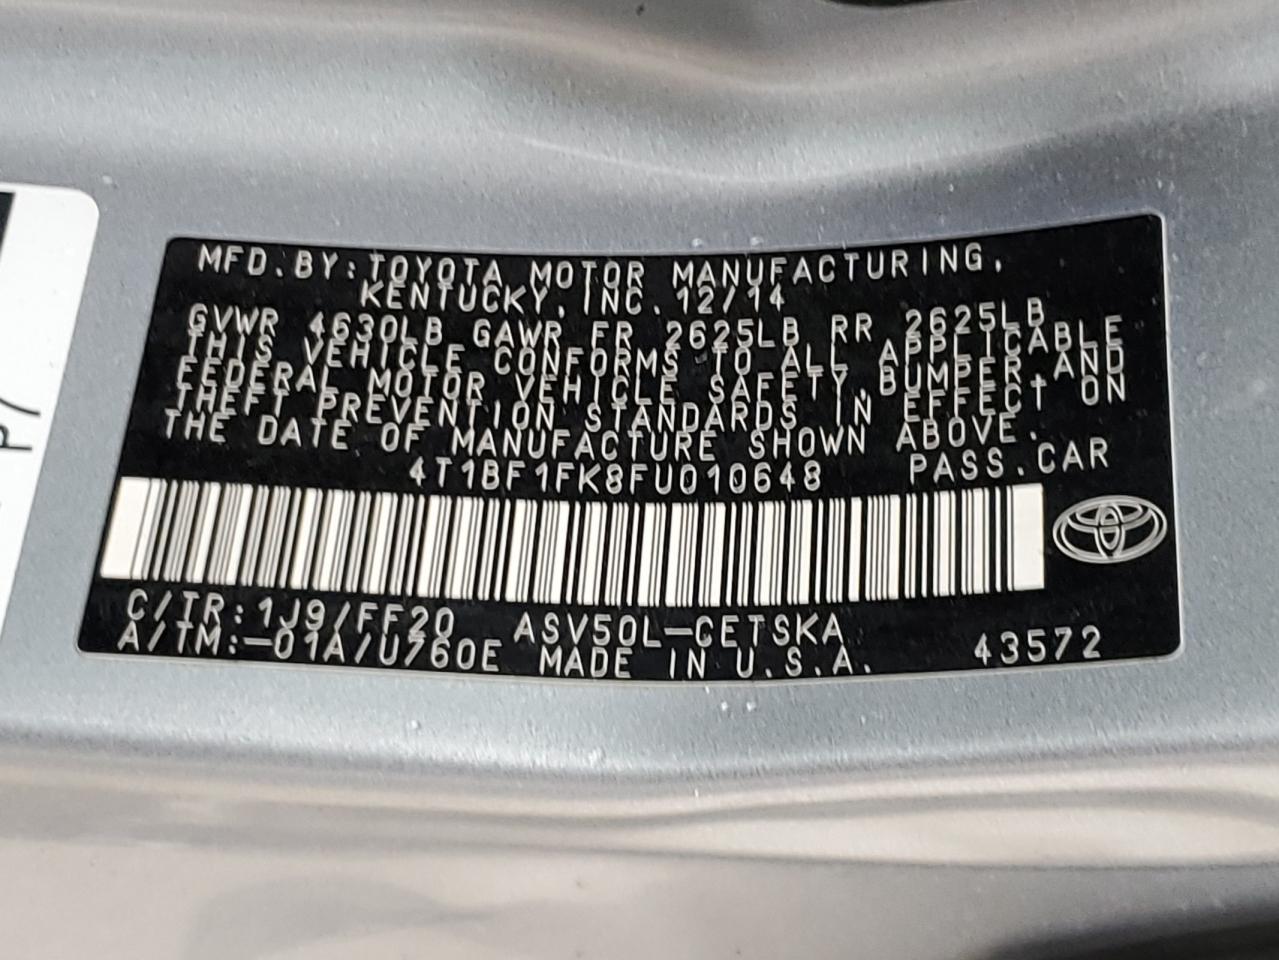 MFD.BY:TOYOTA MOTOR MANUFACTURING,
KENTUCKY,INC.12/14
GVWR 4630LB GAWR FR 2625LB RR 2625LB
THIS VEHICLE CONFORMS TO ALL APPLICABLE
FEDERAL MOTOR VEHICLE SAFETY,BUMPER,AND
THEFT PREVENTION STANDARDS IN EFFECT ON
THE DATE OF MANUFACTURE SHOWN ABOVE.
4T1BF1FK8FU010648 PASS.CAR
C/TR:1J9/FF20 ASV50L-CETSKA
A/TM:-01A/U760E MADE IN U.S.A. 43572